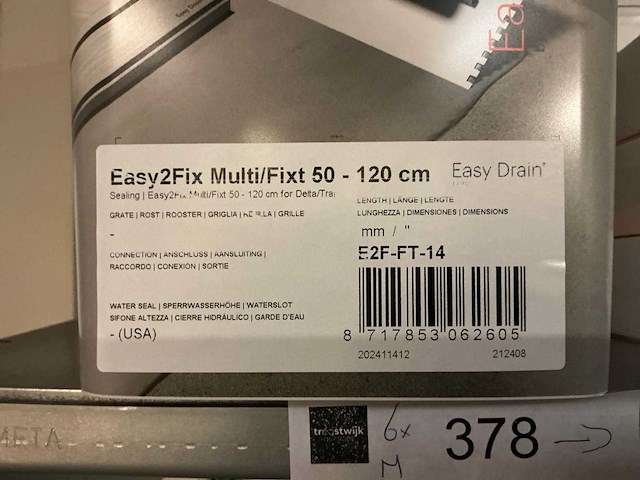 Easy2Fix Multi/Fixt 50 - 120 cm
Easy Drain®
Sealing | Easy2Fix Multi/Fixt 50 - 120 cm for Delta/Tra
LENGTH | LÄNGE | LENGTE
GRATE | ROST | ROOSTER | GRIGLIA | | GRILLE
LUNGHEZZA | DIMENSIONES | DIMENSIONS
-
mm / "
E2F-FT-14
CONNECTION | ANSCHLUSS | AANSLUITING |
RACCORDO | CONEXION | SORTIE
WATER SEAL | SPERRWASSERHÖHE | WATERSLOT
SIFONE ALTEZZA | CIERRE HIDRÁULICO | GARDE D'EAU
- (USA)
8 717853 062605
202411412 212408
META
troostwijk
6x
M
378